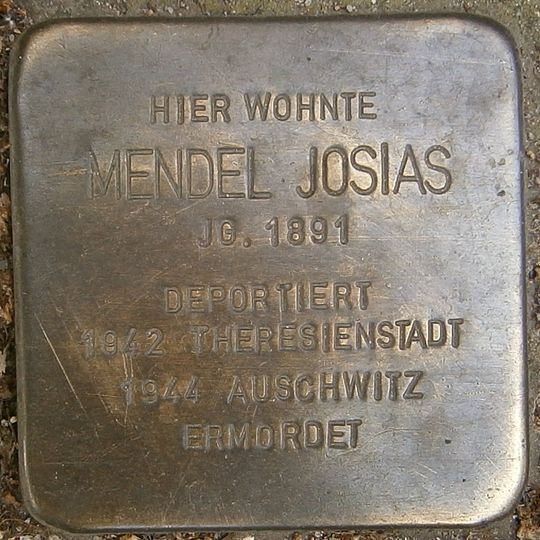 HIER WOHNTE
MENDEL JOSIAS
JG. 1891
DEPORTIERT
1942 THERESIENSTADT
1944 AUSCHWITZ
ERMORDET